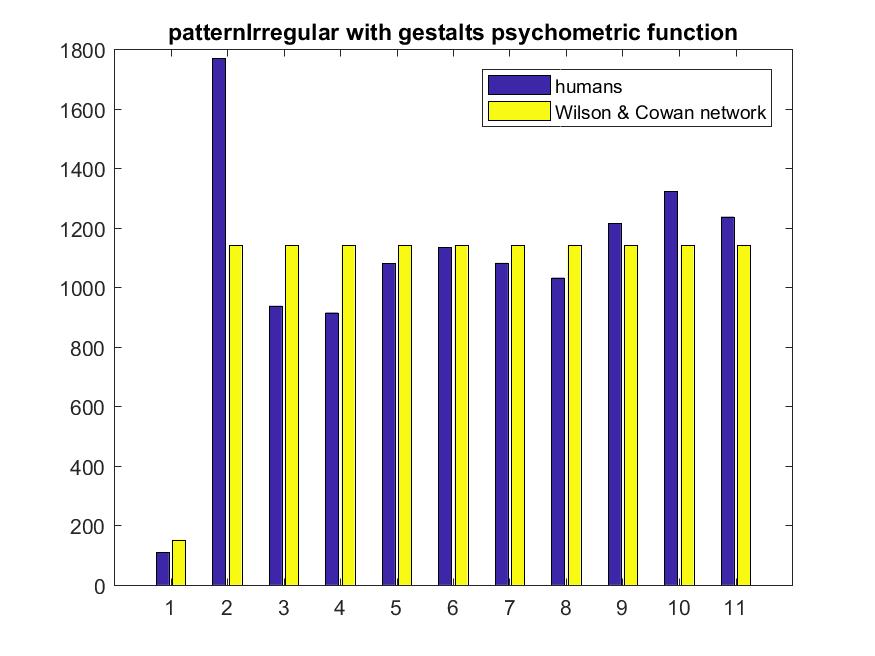 patternIrregular with gestalts psychometric function
humans
Wilson & Cowan network
1800
1600
1400
1200
1000
800
600
400
200
0
1 2 3 4 5 6 7 8 9 10 11